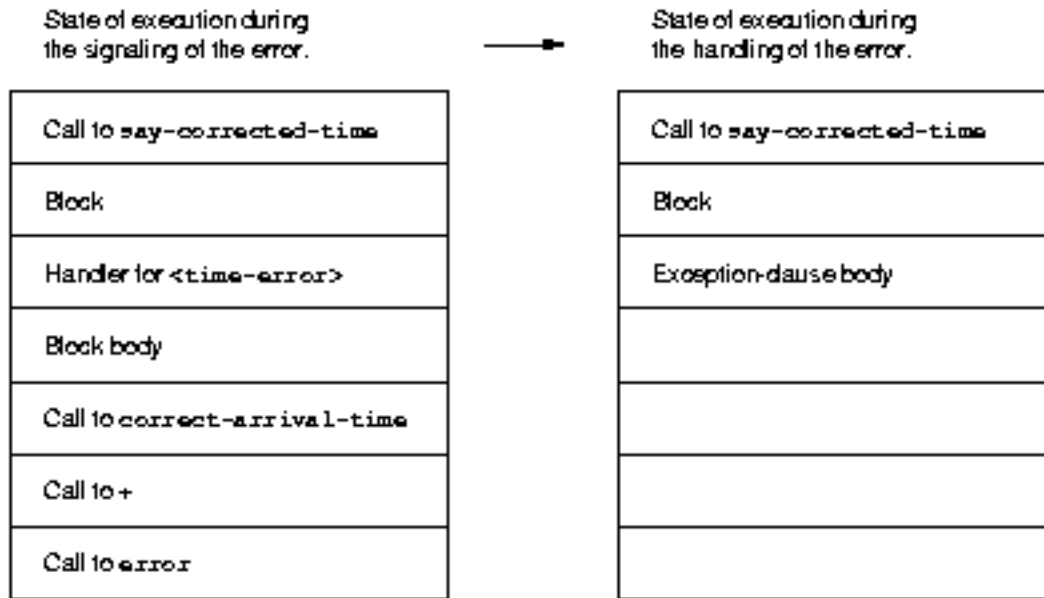 State of execution during
the signaling of the error.
State of execution during
the handling of the error.
Call to say-corrected-time
Block
Handler for <time-error>
Block body
Call to correct-arrival-time
Call to +
Call to error
Call to say-corrected-time
Block
Exception-clause body